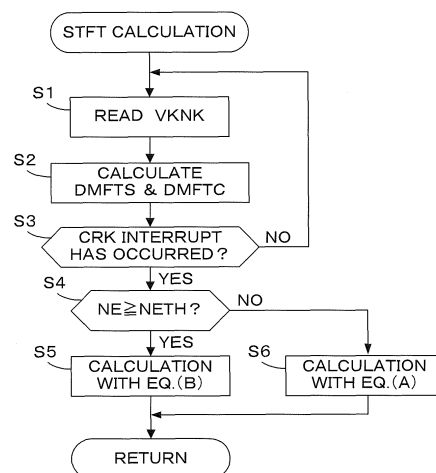 STFT CALCULATION
S1
READ VKNK
S2
CALCULATE
DMFTS & DMFTC
S3
CRK INTERRUPT
HAS OCCURRED?
NO
YES
S4
NE≧NETH?
NO
YES
S5
CALCULATION
WITH EQ.(B)
S6
CALCULATION
WITH EQ.(A)
RETURN